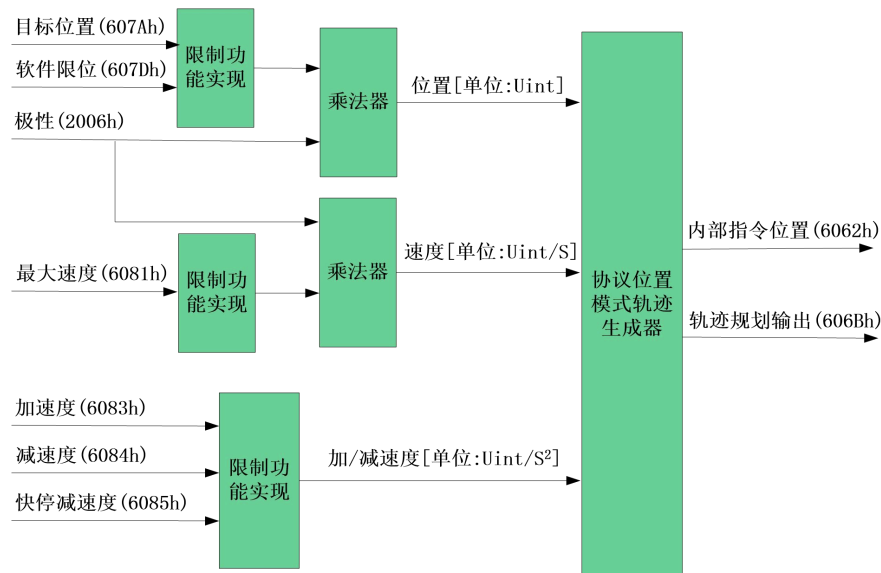 目标位置(607Ah)
软件限位(607Dh)
限制功
能实现
极性(2006h)
乘法器
位置[单位:Uint]
最大速度(6081h)
限制功
能实现
乘法器
速度[单位:Uint/S]
加速度(6083h)
减速度(6084h)
快停减速度(6085h)
限制功
能实现
加/减速度[单位:Uint/S²]
协议位置
模式轨迹
生成器
内部指令位置(6062h)
轨迹规划输出(606Bh)